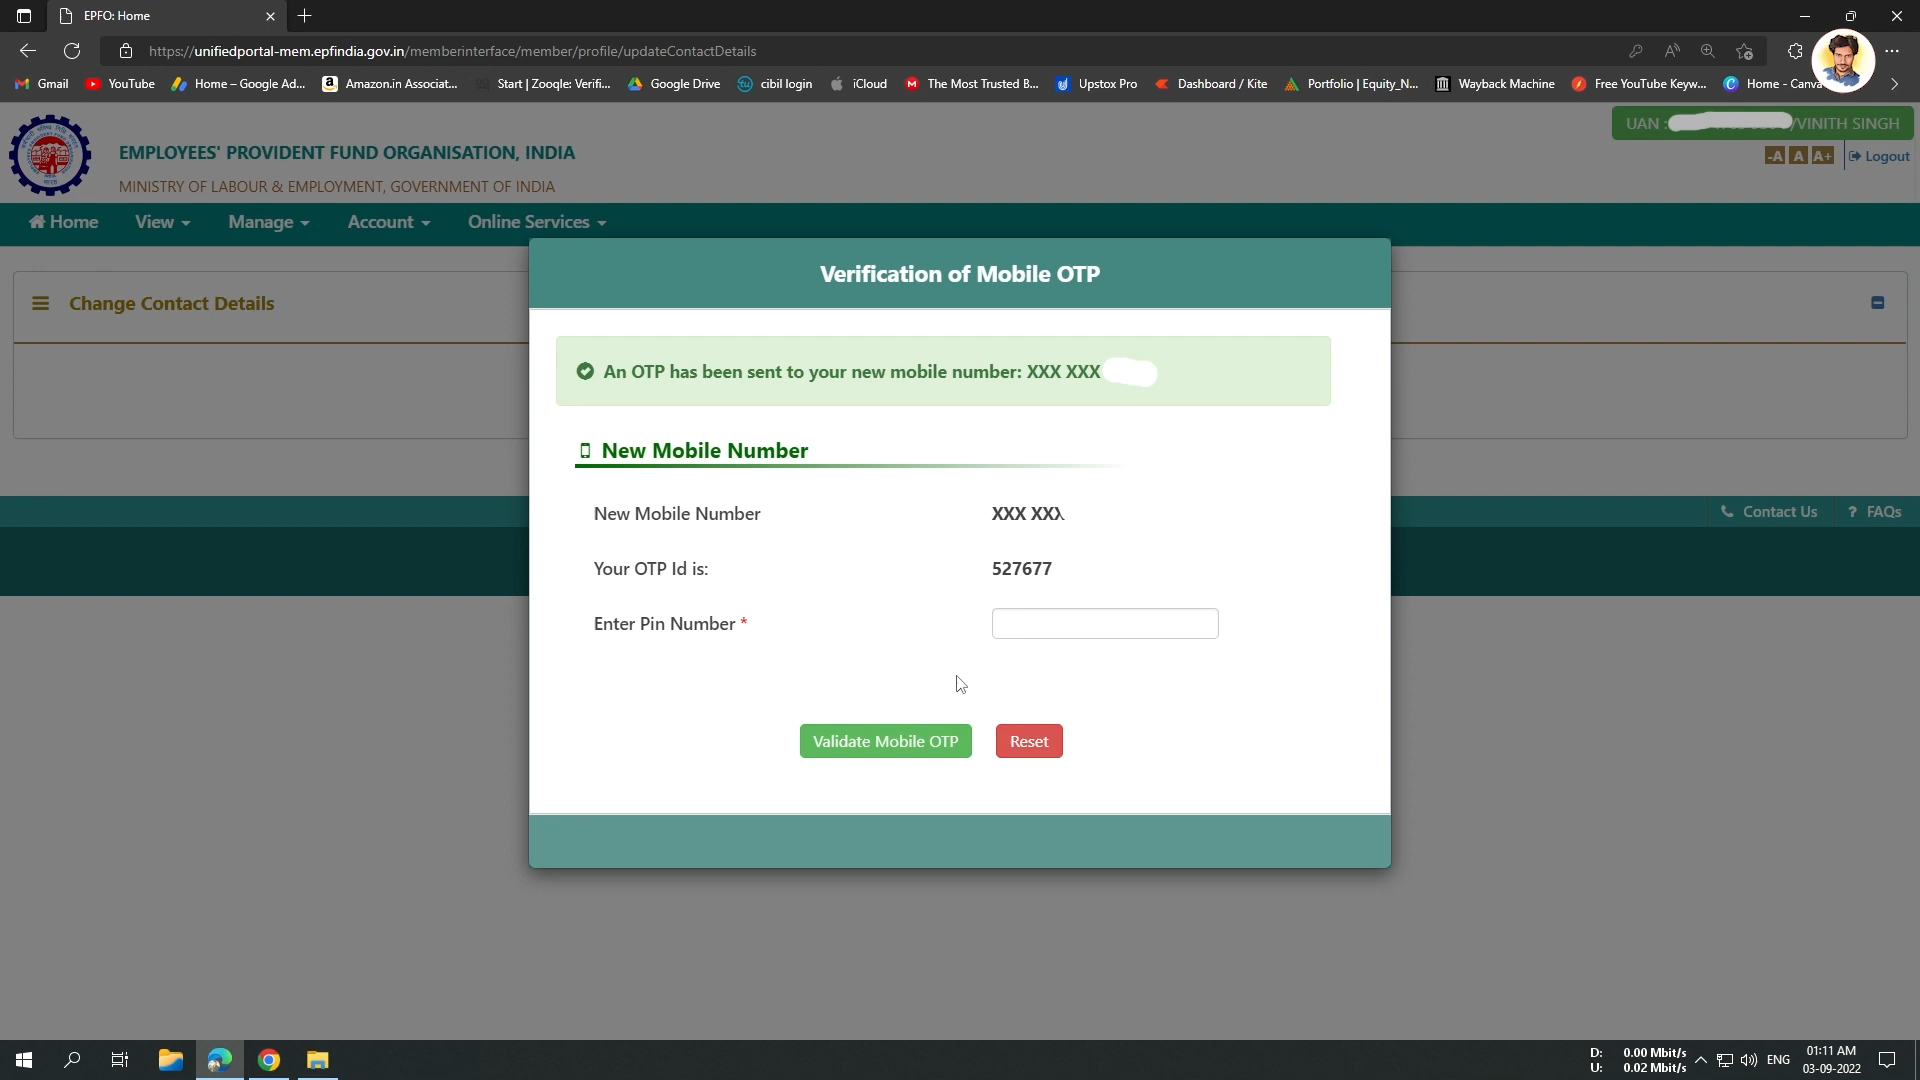 EPFO: Home
https://unifiedportal-mem.epfindia.gov.in/memberinterface/member/profile/updateContactDetails
Gmail YouTube Home – Google Ad... Amazon.in Associat... Start | Zooqle: Verifi... Google Drive cibil login iCloud The Most Trusted B... Upstox Pro Dashboard / Kite Portfolio | Equity_N... Wayback Machine Free YouTube Keyw... Home - Canva
UAN : /VINITH SINGH
EMPLOYEES' PROVIDENT FUND ORGANISATION, INDIA
-A A A+ Logout
MINISTRY OF LABOUR & EMPLOYMENT, GOVERNMENT OF INDIA
Home View Manage Account Online Services
Verification of Mobile OTP
Change Contact Details
An OTP has been sent to your new mobile number: XXX XXX
New Mobile Number
New Mobile Number XXX XXX
Your OTP Id is: 527677
Enter Pin Number *
Validate Mobile OTP Reset
Contact Us ? FAQs
D: 0.00 Mbit/s
U: 0.02 Mbit/s
ENG
01:11 AM
03-09-2022